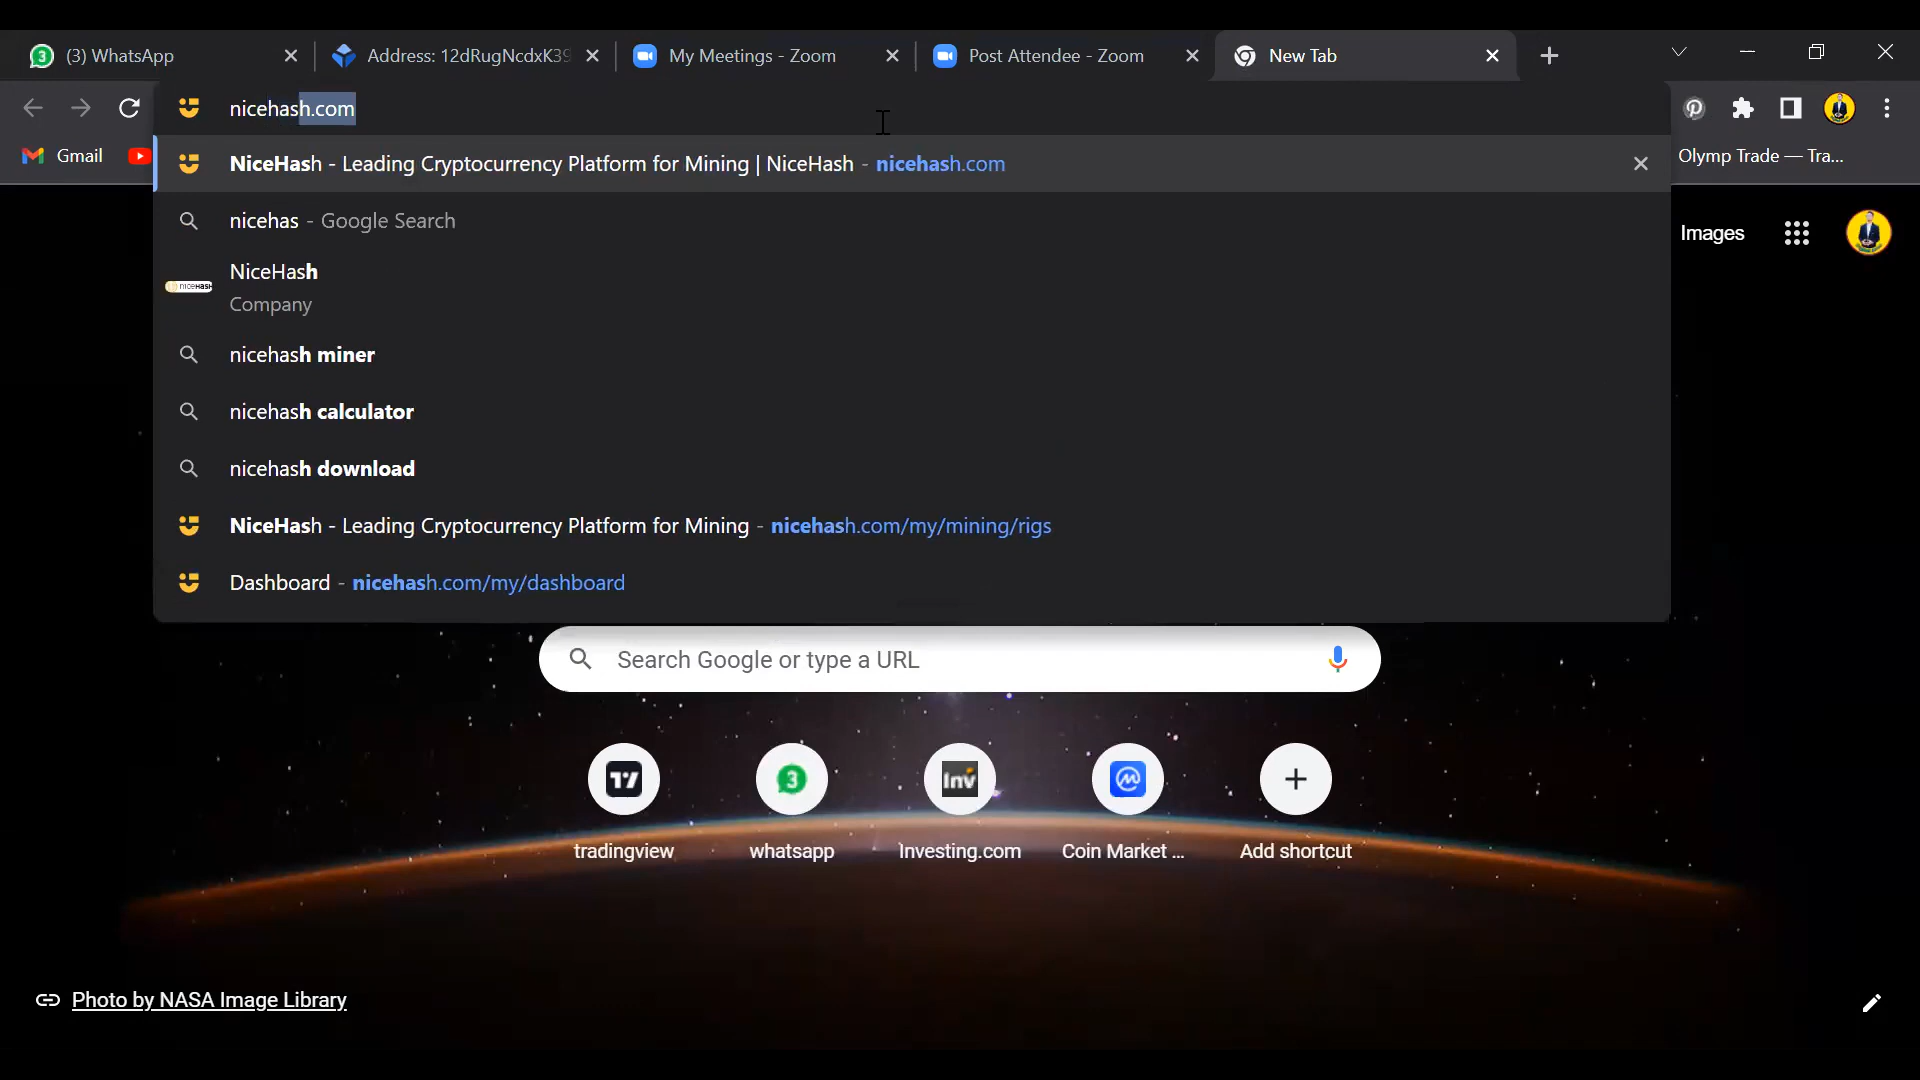 (3) WhatsApp
Address: 12dRugNcdxK39
My Meetings - Zoom
Post Attendee - Zoom
New Tab
nicehash.com
Gmail
Olymp Trade — Tra...
NiceHash - Leading Cryptocurrency Platform for Mining | NiceHash - nicehash.com
nicehas - Google Search
Images
NiceHash
Company
nicehash miner
nicehash calculator
nicehash download
NiceHash - Leading Cryptocurrency Platform for Mining - nicehash.com/my/mining/rigs
Dashboard - nicehash.com/my/dashboard
Search Google or type a URL
3
Inv
tradingview
whatsapp
Investing.com
Coin Market ...
Add shortcut
Photo by NASA Image Library